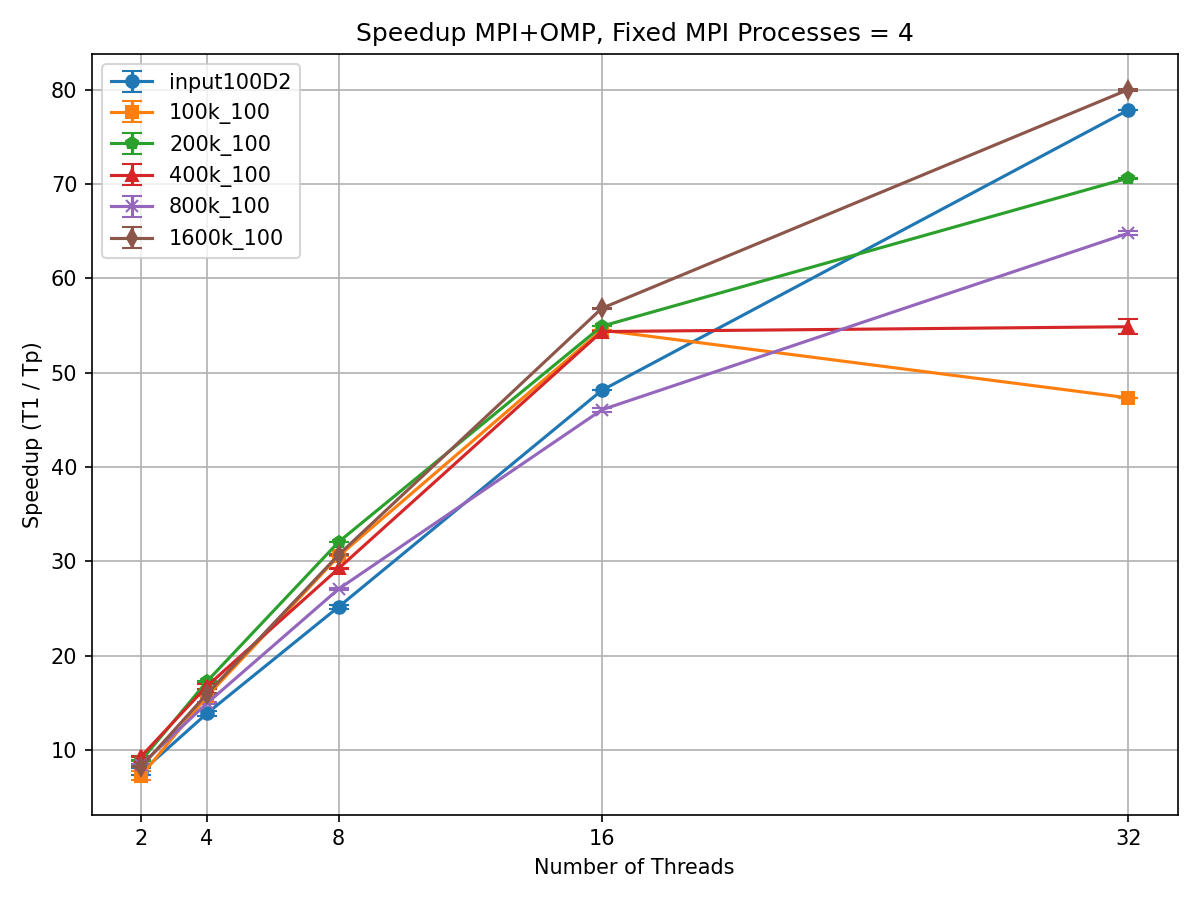 Speedup MPI+OMP, Fixed MPI Processes = 4
input100D2
100k_100
200k_100
400k_100
800k_100
1600k_100
80
70
60
50
40
30
20
10
Speedup (T1 / Tp)
2 4 8 16 32
Number of Threads